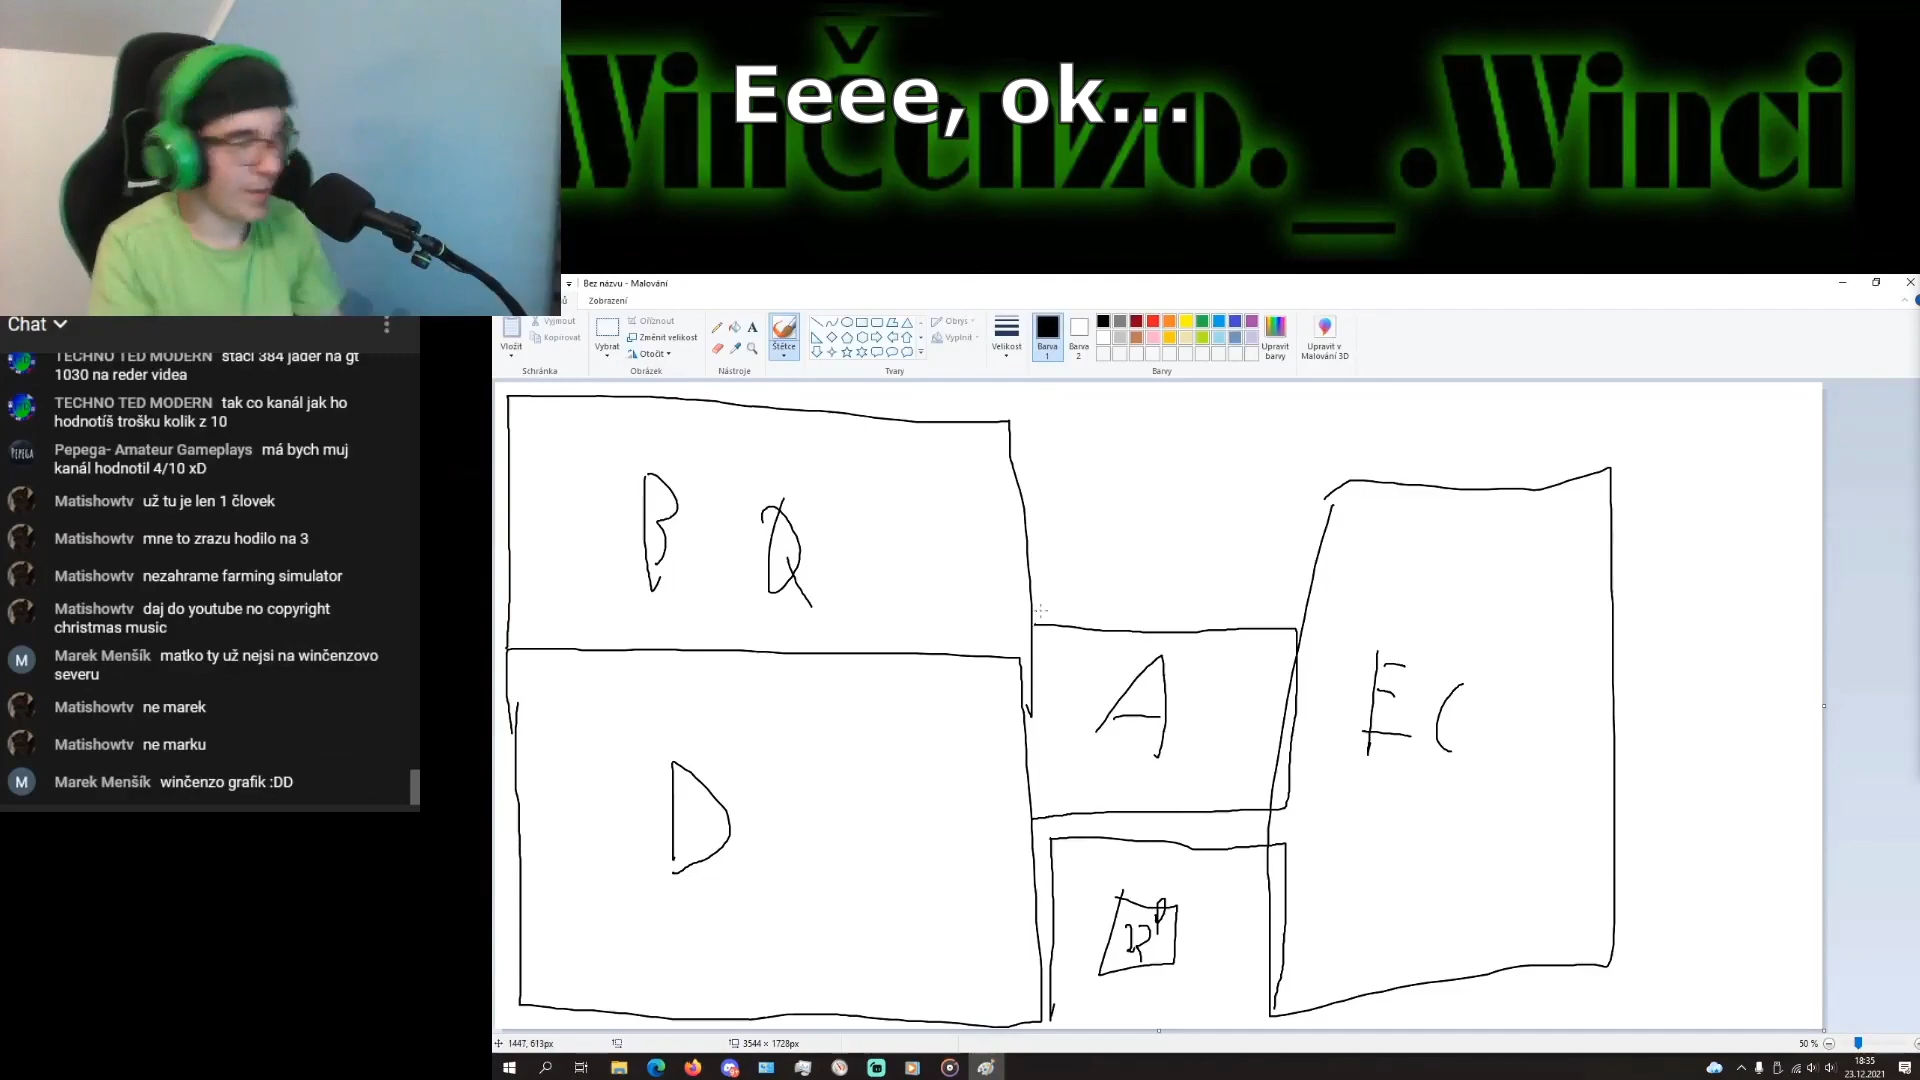 Winčenzo._.Winci
Eeee, ok...
Bez názvu - Malování
Zobrazení
Vložit
Vyjmout
Kopírovat
Schránka
Vybrat
Oříznout
Změnit velikost
Otočit
Obrázek
Nástroje
Štětce
Tvary
Obrys
Výplně
Velikost
Barva 1
Barva 2
Barvy
Upravit barvy
Upravit v Malování 3D
Chat
TECHNO TED MODERN stací 384 jader na gt
1030 na reder videa
TECHNO TED MODERN tak co kanál jak ho
hodnotíš trošku kolik z 10
Pepega- Amateur Gameplays má bych muj
kanál hodnotil 4/10 xD
Matishowtv už tu je len 1 človek
Matishowtv mne to zrazu hodilo na 3
Matishowtv nezahrame farming simulator
Matishowtv daj do youtube no copyright
christmas music
M Marek Menšík matko ty už nejsi na winčenzovo
severu
Matishowtv ne marek
Matishowtv ne marku
M Marek Menšík winčenzo grafik :DD
B Q
A
E C
D
1447, 613px
3544 × 1728px
50 %
18:35
23.12.2021